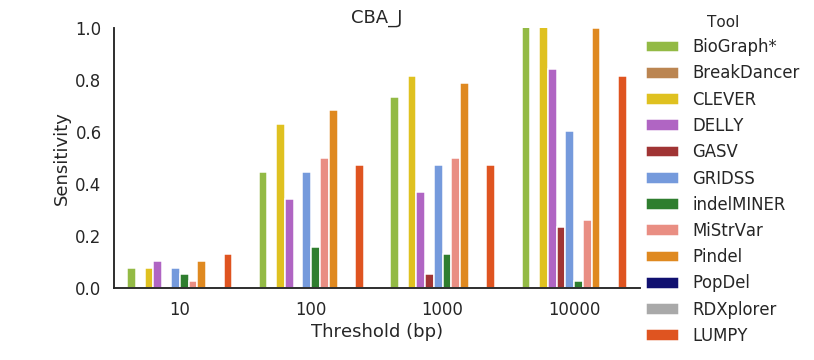 CBA_J
Sensitivity
1.0
0.8
0.6
0.4
0.2
0.0
10
100
1000
10000
Threshold (bp)
Tool
BioGraph*
BreakDancer
CLEVER
DELLY
GASV
GRIDSS
indelMINER
MiStrVar
Pindel
PopDel
RDXplorer
LUMPY